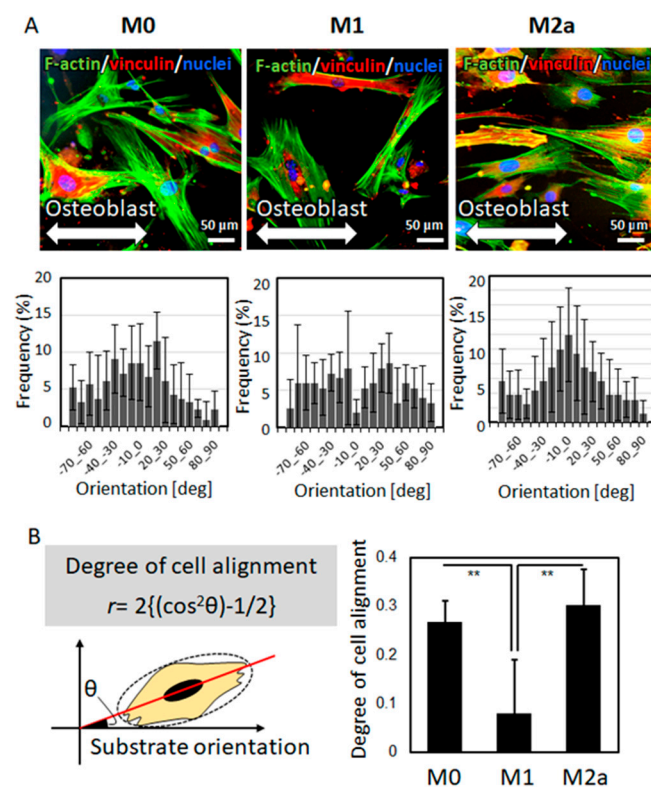 A
M0
M1
M2a
F-actin/vinculin/nuclei
F-actin/vinculin/nuclei
F-actin/vinculin/nuclei
Osteoblast
50 μm
Osteoblast
50 μm
Osteoblast
50 μm
Frequency (%)
20
15
10
5
0
-70_-60
-40_-30
-10_0
20_30
50_60
80_90
Orientation [deg]
Frequency (%)
20
15
10
5
0
-70_-60
-40_-30
-10_0
20_30
50_60
80_90
Orientation [deg]
Frequency (%)
20
15
10
5
0
-70_-60
-40_-30
-10_0
20_30
50_60
80_90
Orientation [deg]
B
Degree of cell alignment
r= 2{(cos²θ)-1/2}
θ
Substrate orientation
Degree of cell alignment
0.4
0.3
0.2
0.1
0
**
**
M0
M1
M2a